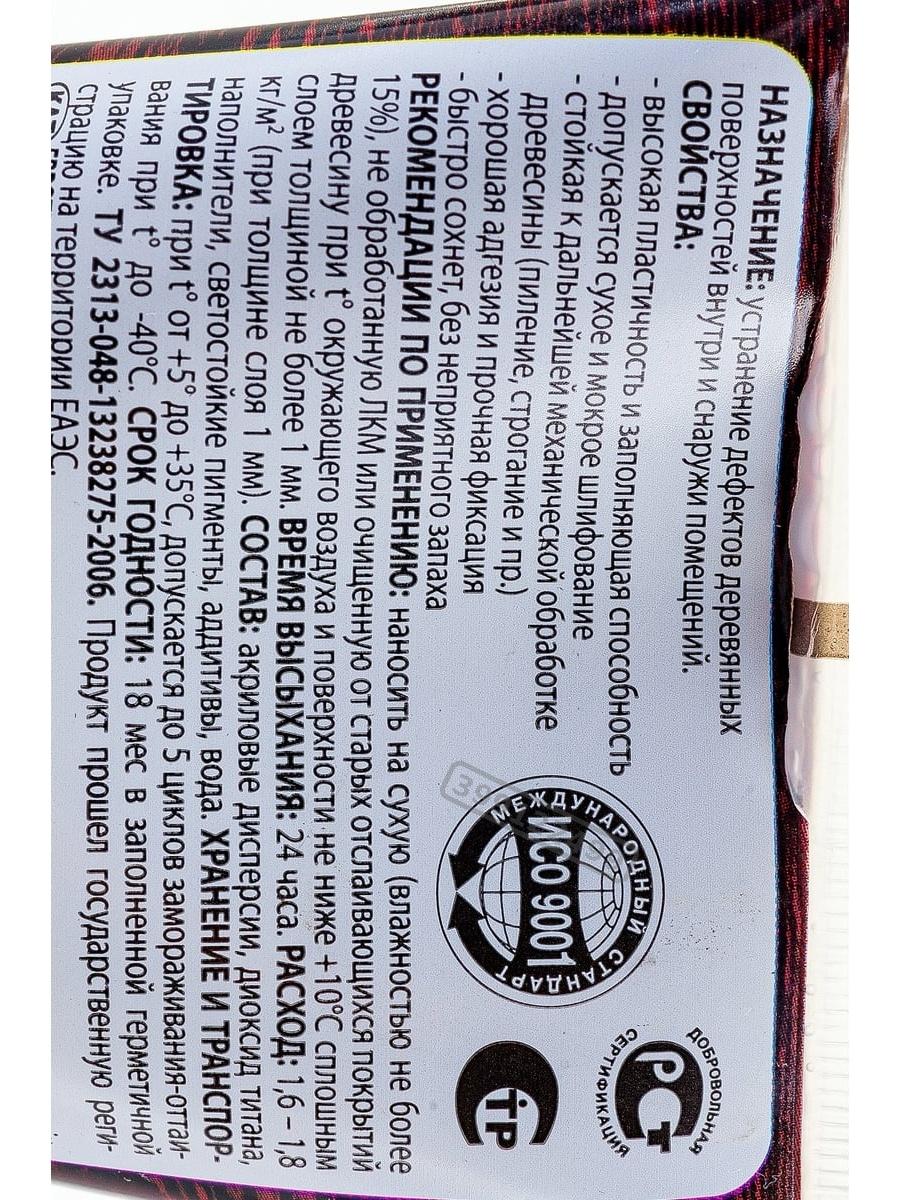 НАЗНАЧЕНИЕ: устранение дефектов деревянных
поверхностей внутри и снаружи помещений.
СВОЙСТВА:
- высокая пластичность и заполняющая способность
- допускается сухое и мокрое шлифование
- стойкая к дальнейшей механической обработке
древесины (пиление, строгание и пр.)
- хорошая адгезия и прочная фиксация
- быстро сохнет, без неприятного запаха
РЕКОМЕНДАЦИИ ПО ПРИМЕНЕНИЮ: наносить на сухую (влажностью не более
15%), не обработанную ЛКМ или очищенную от старых отслаивающихся покрытий
древесину при t° окружающего воздуха и поверхности не ниже +10°С сплошным
слоем толщиной не более 1 мм. ВРЕМЯ ВЫСЫХАНИЯ: 24 часа. РАСХОД: 1,6 – 1,8
кг/м² (при толщине слоя 1 мм). СОСТАВ: акриловые дисперсии, диоксид титана,
наполнители, светостойкие пигменты, аддитивы, вода. ХРАНЕНИЕ И ТРАНСПОР-
ТИРОВКА: при t° от +5° до +35°С, допускается до 5 циклов замораживания-оттаи-
вания при t° до -40°С. СРОК ГОДНОСТИ: 18 мес в заполненной герметичной
упаковке. ТУ 2313-048-13238275-2006. Продукт прошел государственную реги-
страцию на территории ЕАЭС.
МЕЖДУНАРОДНЫЙ СТАНДАРТ
ИСО 9001
ДОБРОВОЛЬНАЯ
СЕРТИФИКАЦИЯ